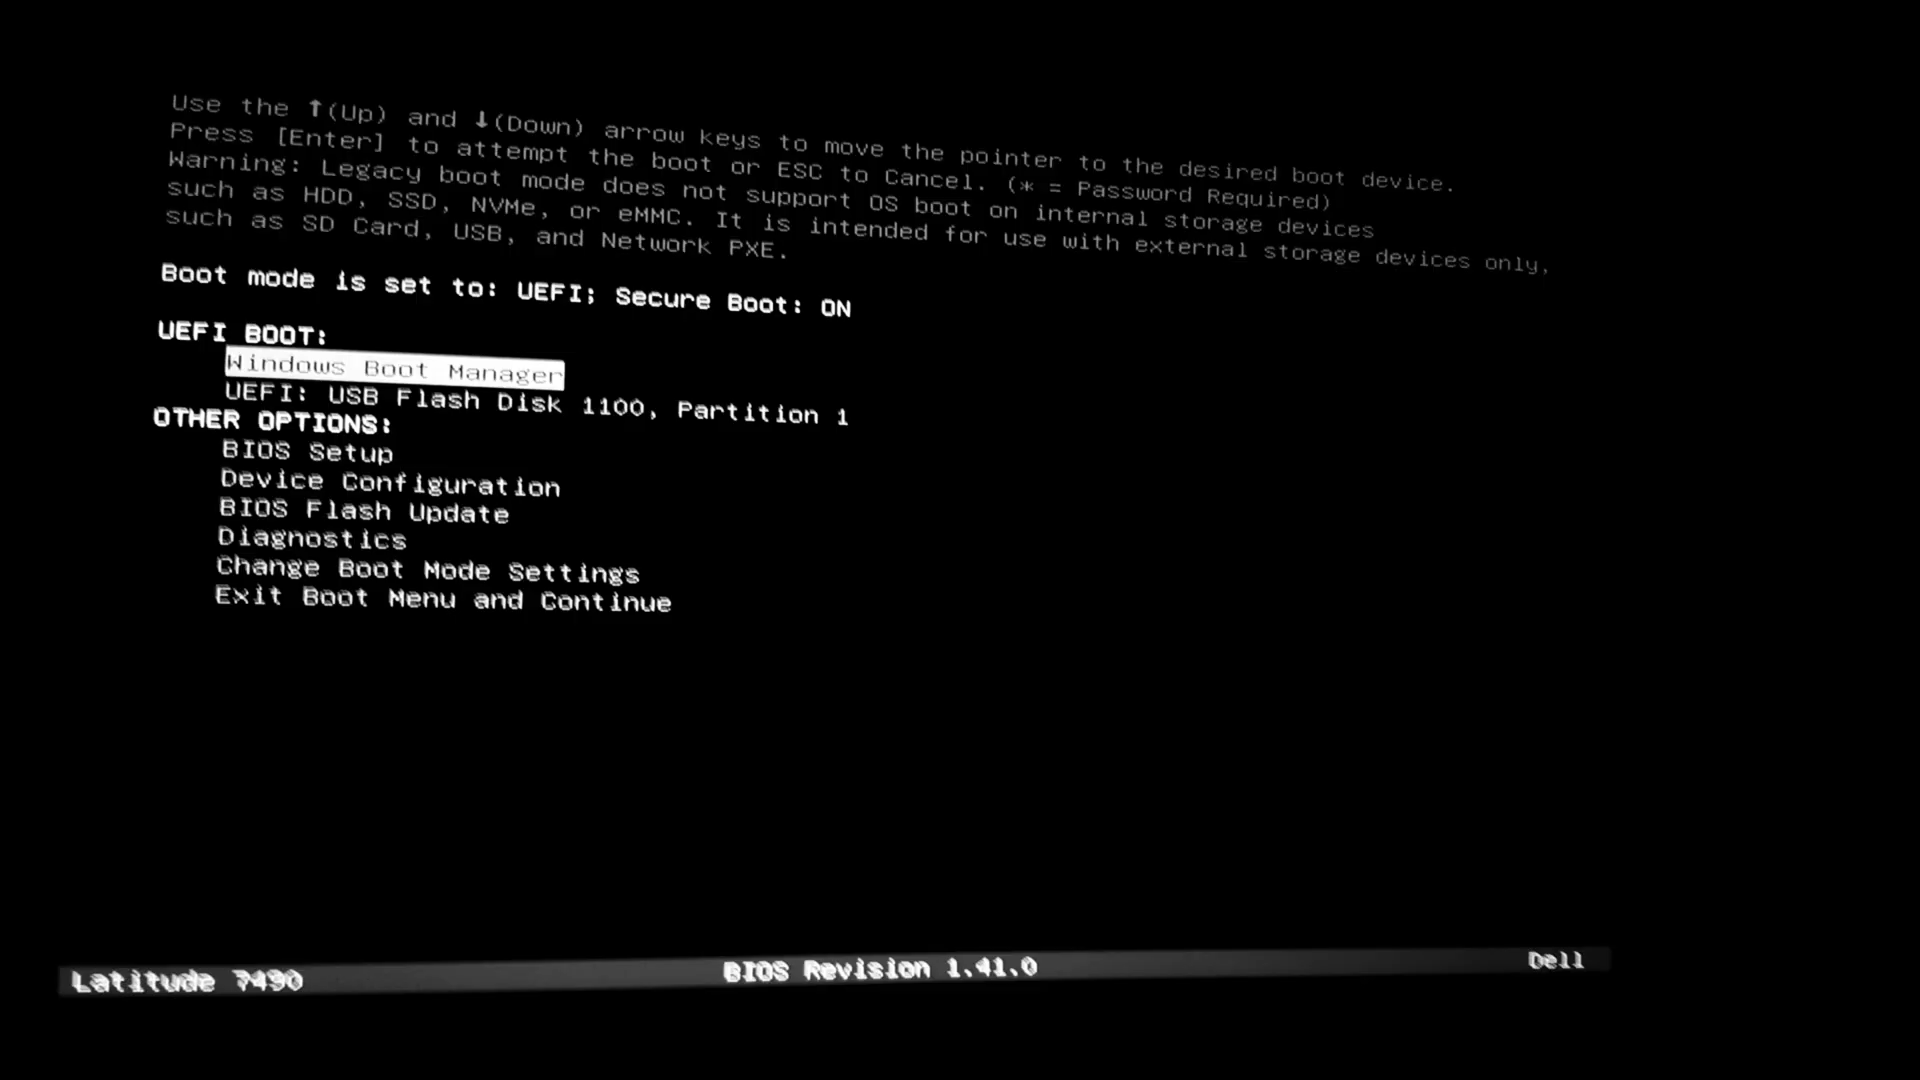 Use the ↑(Up) and ↓(Down) arrow keys to move the pointer to the desired boot device.
Press [Enter] to attempt the boot or ESC to Cancel. (* = Password Required)
Warning: Legacy boot mode does not support OS boot on internal storage devices
such as HDD, SSD, NVMe, or eMMC. It is intended for use with external storage devices only,
such as SD Card, USB, and Network PXE.
Boot mode is set to: UEFI; Secure Boot: ON
UEFI BOOT:
Windows Boot Manager
UEFI: USB Flash Disk 1100, Partition 1
OTHER OPTIONS:
BIOS Setup
Device Configuration
BIOS Flash Update
Diagnostics
Change Boot Mode Settings
Exit Boot Menu and Continue
Latitude 7490 BIOS Revision 1.41.0 Dell